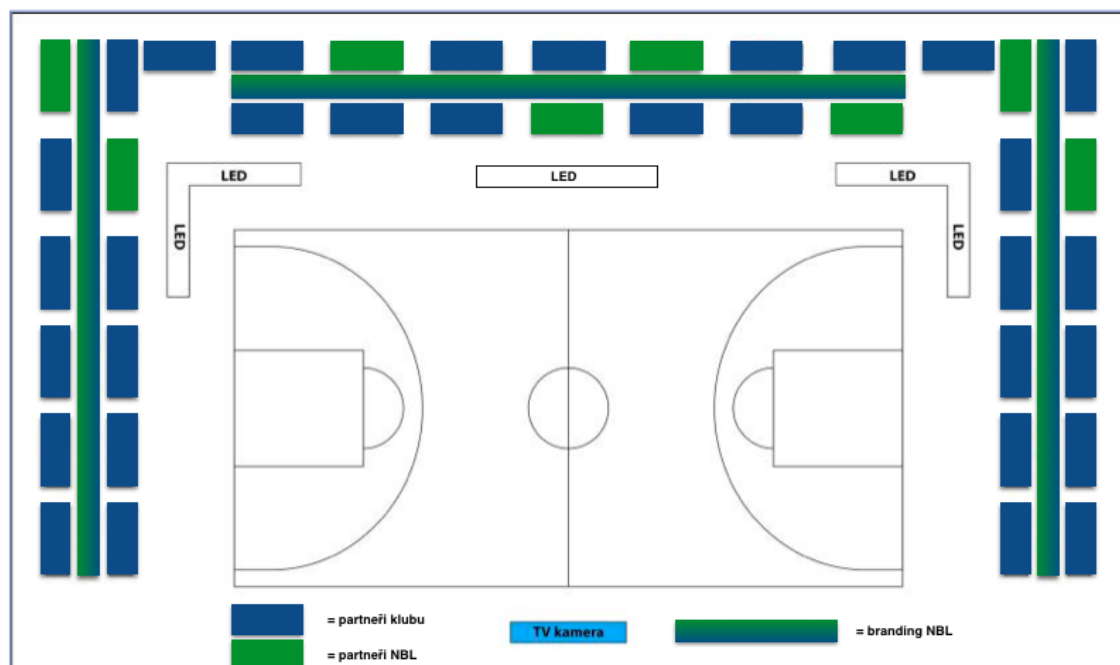 LED
LED
LED
LED
LED
= partneři klubu
TV kamera
= branding NBL
= partneři NBL